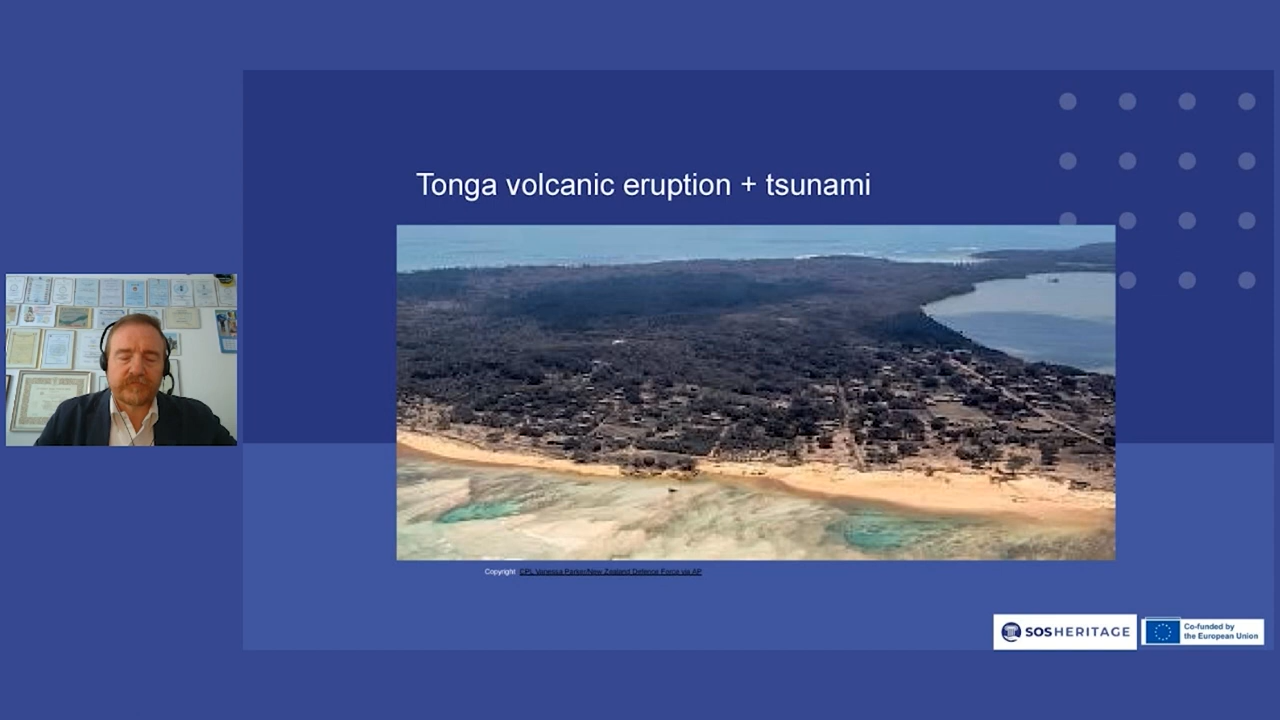 Tonga volcanic eruption + tsunami
Copyright CPL Vanessa Parker/New Zealand Defence Force via AP
SOSHERITAGE
Co-funded by
the European Union